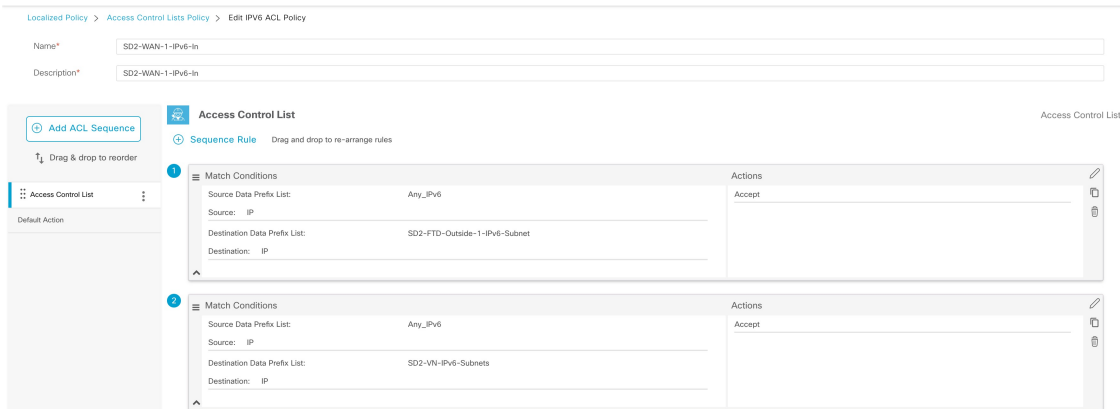 Localized Policy > Access Control Lists Policy > Edit IPV6 ACL Policy
Name* SD2-WAN-1-IPv6-In
Description* SD2-WAN-1-IPv6-In
Add ACL Sequence
Drag & drop to reorder
Access Control List
Default Action
Access Control List
Access Control List
Sequence Rule Drag and drop to re-arrange rules
1
Match Conditions Actions
Source Data Prefix List: Any_IPv6 Accept
Source: IP
Destination Data Prefix List: SD2-FTD-Outside-1-IPv6-Subnet
Destination: IP
2
Match Conditions Actions
Source Data Prefix List: Any_IPv6 Accept
Source: IP
Destination Data Prefix List: SD2-VN-IPv6-Subnets
Destination: IP